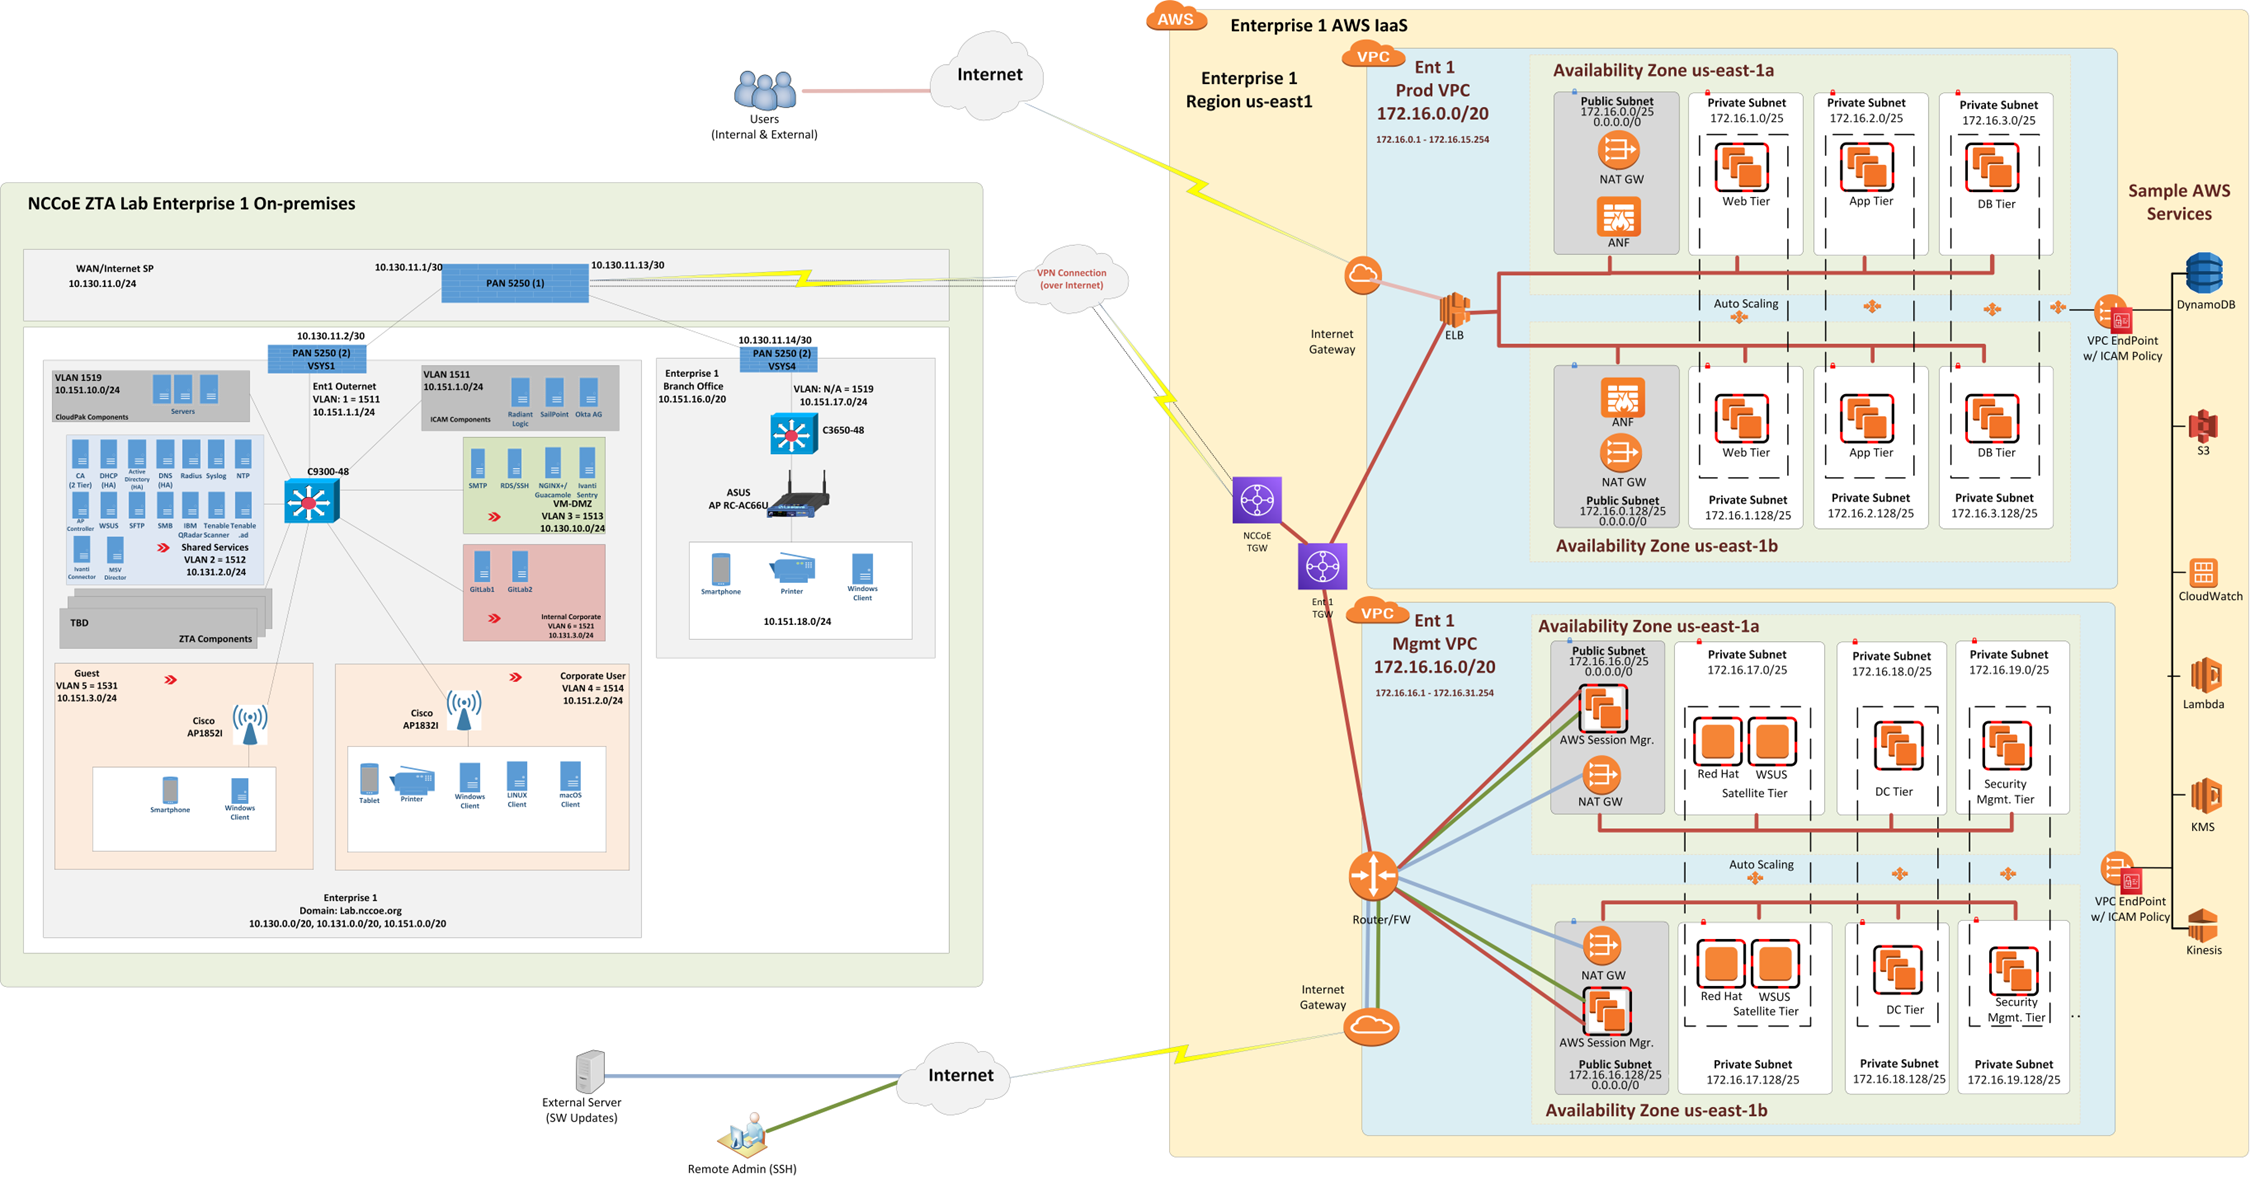 Internet
Users
(Internal & External)
NCCoE ZTA Lab Enterprise 1 On-premises
WAN/Internet SP
10.130.11.0/24
10.130.11.1/30
PAN 5250 (1)
10.130.11.13/30
VPN Connection
(over Internet)
10.130.11.2/30
PAN 5250 (2)
VSYS1
10.130.11.14/30
PAN 5250 (2)
VSYS4
VLAN 1519
10.151.10.0/24
CloudPak Components
Servers
Ent1 Outernet
VLAN: 1 = 1511
10.151.1.1/24
VLAN 1511
10.151.1.0/24
ICAM Components
Radiant
Logic
SailPoint
Okta AG
Enterprise 1
Branch Office
10.151.16.0/20
VLAN: N/A = 1519
10.151.17.0/24
C3650-48
ASUS
AP RC-AC66U
Smartphone
Printer
Windows
Client
10.151.18.0/24
C9300-48
CA
(2 Tier)
DHCP
(HA)
Active
Directory
(HA)
DNS
(HA)
Radius
Syslog
NTP
AP
Controller
WSUS
SFTP
SMB
IBM
QRadar
Tenable
Scanner
Tenable
.ad
Ivanti
Connector
MSV
Director
Shared Services
VLAN 2 = 1512
10.131.2.0/24
SMTP
RDS/SSH
NGINX+/
Guacamole
Ivanti
Sentry
VM-DMZ
VLAN 3 = 1513
10.130.10.0/24
GitLab1
GitLab2
Internal Corporate
VLAN 6 = 1521
10.131.3.0/24
TBD
ZTA Components
Guest
VLAN 5 = 1531
10.151.3.0/24
Cisco
AP1852I
Smartphone
Windows
Client
Corporate User
VLAN 4 = 1514
10.151.2.0/24
Cisco
AP1832I
Tablet
Printer
Windows
Client
LINUX
Client
macOS
Client
Enterprise 1
Domain: Lab.nccoe.org
10.130.0.0/20, 10.131.0.0/20, 10.151.0.0/20
External Server
(SW Updates)
Internet
Remote Admin (SSH)
AWS
Enterprise 1 AWS IaaS
Enterprise 1
Region us-east1
VPC
Ent 1
Prod VPC
172.16.0.0/20
172.16.0.1 - 172.16.15.254
Availability Zone us-east-1a
Public Subnet
172.16.0.0/25
0.0.0.0/0
NAT GW
ANF
Private Subnet
172.16.1.0/25
Web Tier
Private Subnet
172.16.2.0/25
App Tier
Private Subnet
172.16.3.0/25
DB Tier
Internet
Gateway
ELB
Auto Scaling
ANF
NAT GW
Public Subnet
172.16.0.128/25
0.0.0.0/0
Web Tier
Private Subnet
172.16.1.128/25
App Tier
Private Subnet
172.16.2.128/25
DB Tier
Private Subnet
172.16.3.128/25
Availability Zone us-east-1b
NCCoE
TGW
Ent 1
TGW
VPC
Ent 1
Mgmt VPC
172.16.16.0/20
172.16.16.1 - 172.16.31.254
Availability Zone us-east-1a
Public Subnet
172.16.16.0/25
0.0.0.0/0
AWS Session Mgr.
NAT GW
Private Subnet
172.16.17.0/25
Red Hat
WSUS
Satellite Tier
Private Subnet
172.16.18.0/25
DC Tier
Private Subnet
172.16.19.0/25
Security
Mgmt. Tier
Router/FW
Auto Scaling
Internet
Gateway
NAT GW
AWS Session Mgr.
Public Subnet
172.16.16.128/25
0.0.0.0/0
Red Hat
WSUS
Satellite Tier
Private Subnet
172.16.17.128/25
DC Tier
Private Subnet
172.16.18.128/25
Security
Mgmt. Tier
Private Subnet
172.16.19.128/25
..
Availability Zone us-east-1b
Sample AWS
Services
VPC EndPoint
w/ ICAM Policy
VPC EndPoint
w/ ICAM Policy
DynamoDB
S3
CloudWatch
Lambda
KMS
Kinesis